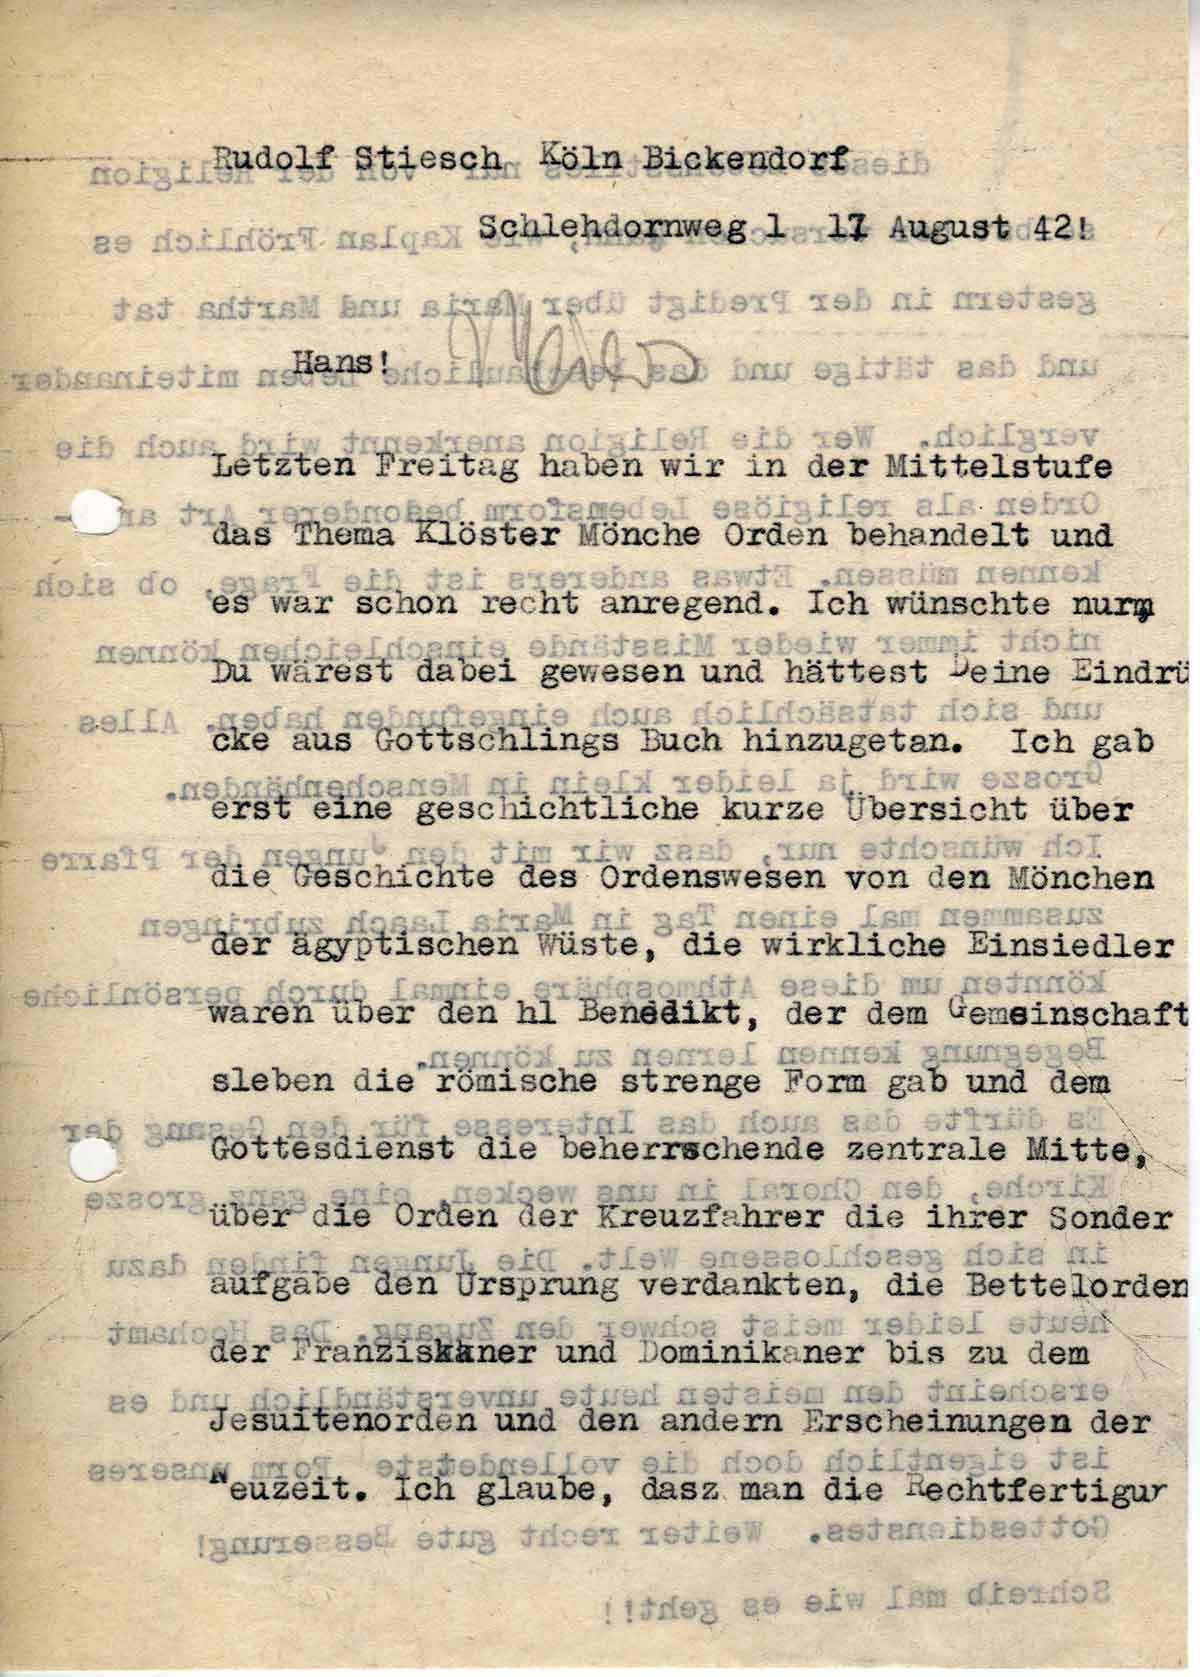 Rudolf Stiesch Köln Bickendorf
Schlehdornweg 1 17 August 42!
Hans!
Letzten Freitag haben wir in der Mittelstufe
das Thema Klöster Mönche Orden behandelt und
es war schon recht anregend. Ich wünschte nur,
Du wärest dabei gewesen und hättest Deine Eindrü
cke aus Gottschlings Buch hinzugetan. Ich gab
erst eine geschichtliche kurze Übersicht über
die Geschichte des Ordenswesen von den Mönchen
der ägyptischen Wüste, die wirkliche Einsiedler
waren über den hl Benedikt, der dem Gemeinschaft
sleben die römische strenge Form gab und dem
Gottesdienst die beherrschende zentrale Mitte,
über die Orden der Kreuzfahrer die ihrer Sonder
aufgabe den Ursprung verdankten, die Bettelorden
der Franziskaner und Dominikaner bis zu dem
Jesuitenorden und den andern Erscheinungen der
Neuzeit. Ich glaube, dasz man die Rechtfertigur